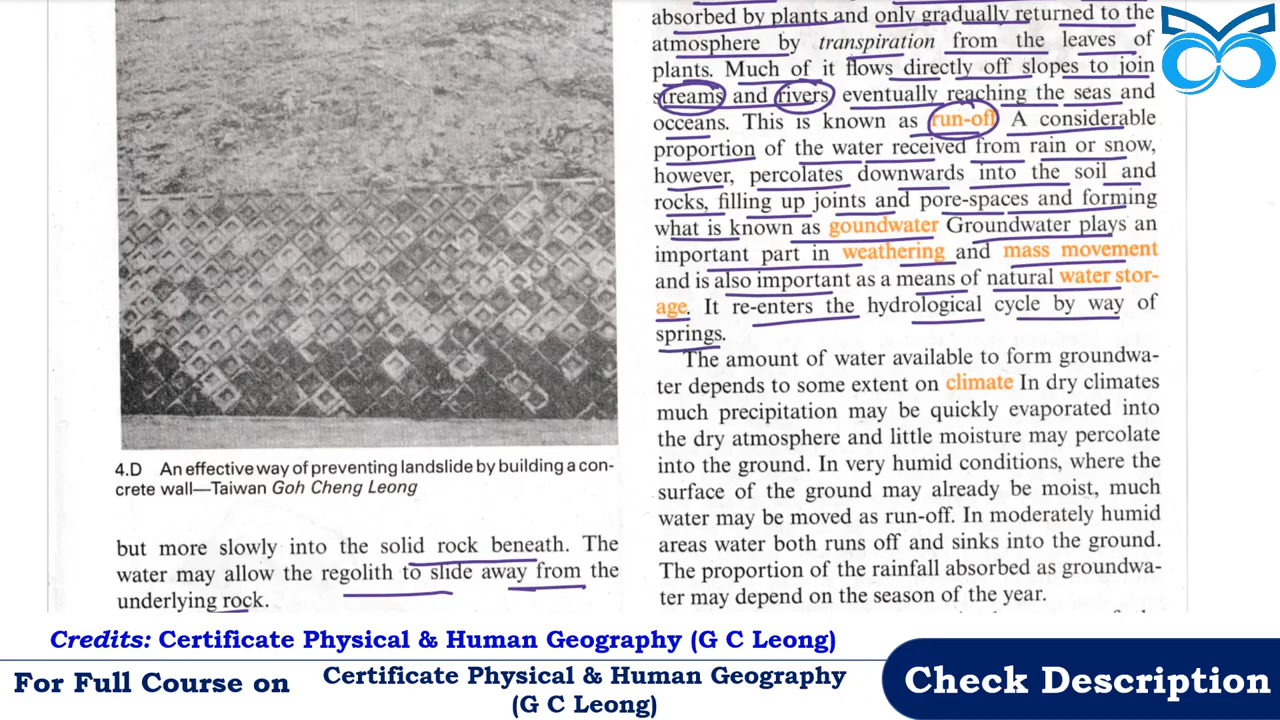 4.D An effective way of preventing landslide by building a con-
crete wall—Taiwan Goh Cheng Leong
but more slowly into the solid rock beneath. The
water may allow the regolith to slide away from the
underlying rock.
absorbed by plants and only gradually returned to the
atmosphere by transpiration from the leaves of
plants. Much of it flows directly off slopes to join
streams and rivers eventually reaching the seas and
occeans. This is known as run-off A considerable
proportion of the water received from rain or snow,
however, percolates downwards into the soil and
rocks, filling up joints and pore-spaces and forming
what is known as goundwater Groundwater plays an
important part in weathering and mass movement
and is also important as a means of natural water stor-
age. It re-enters the hydrological cycle by way of
springs.
The amount of water available to form groundwa-
ter depends to some extent on climate In dry climates
much precipitation may be quickly evaporated into
the dry atmosphere and little moisture may percolate
into the ground. In very humid conditions, where the
surface of the ground may already be moist, much
water may be moved as run-off. In moderately humid
areas water both runs off and sinks into the ground.
The proportion of the rainfall absorbed as groundwa-
ter may depend on the season of the year.
Credits: Certificate Physical & Human Geography (G C Leong)
For Full Course on
Certificate Physical & Human Geography
(G C Leong)
Check Description